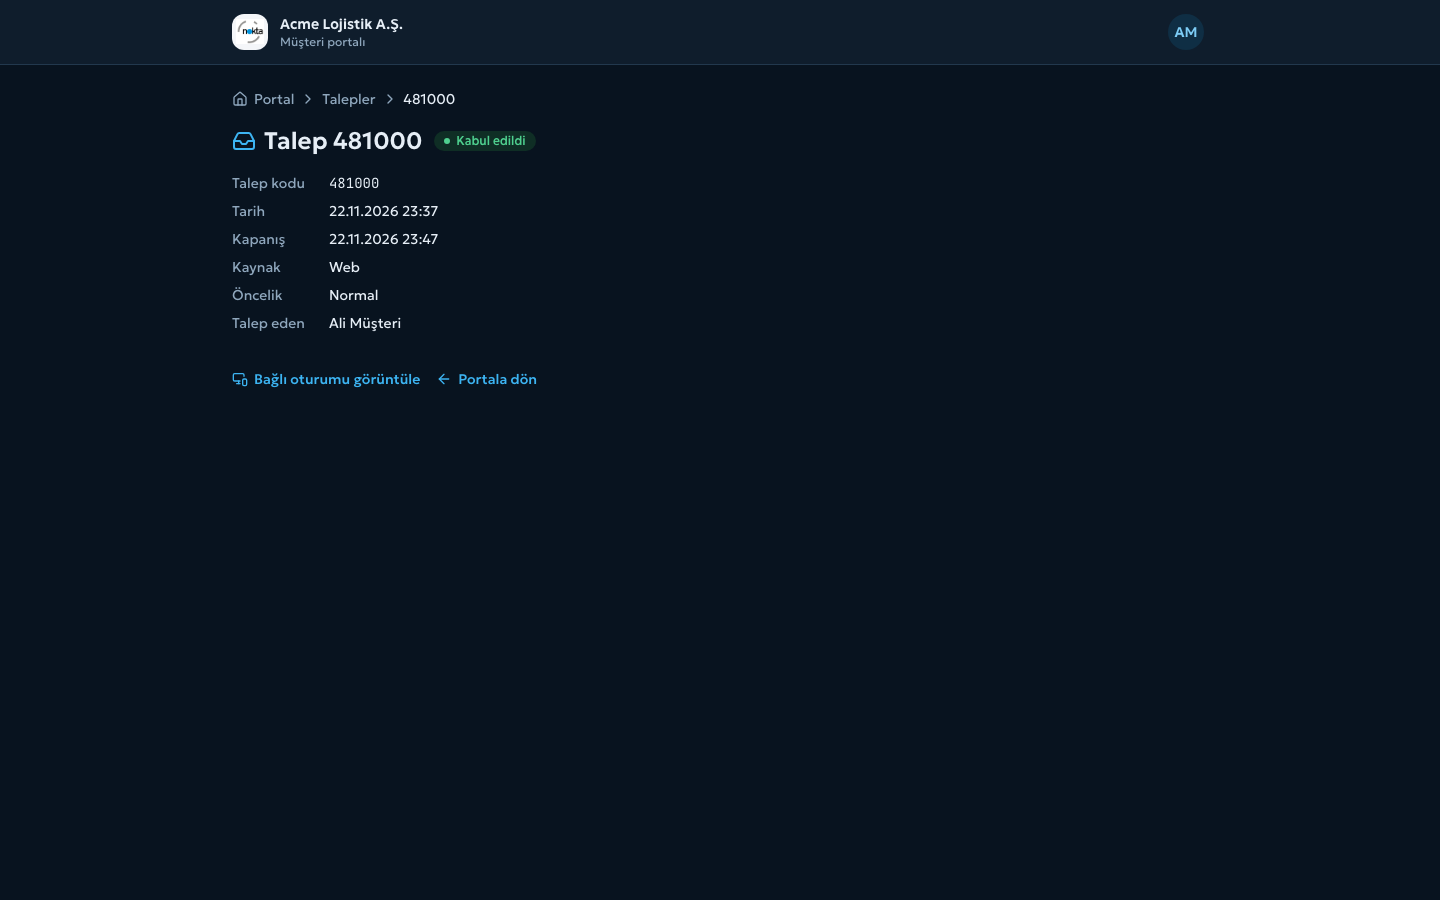 nokta
Acme Lojistik A.Ş.
Müşteri portalı
AM
Portal
Talepler
481000
Talep 481000
Kabul edildi
Talep kodu 481000
Tarih 22.11.2026 23:37
Kapanış 22.11.2026 23:47
Kaynak Web
Öncelik Normal
Talep eden Ali Müşteri
Bağlı oturumu görüntüle
Portala dön